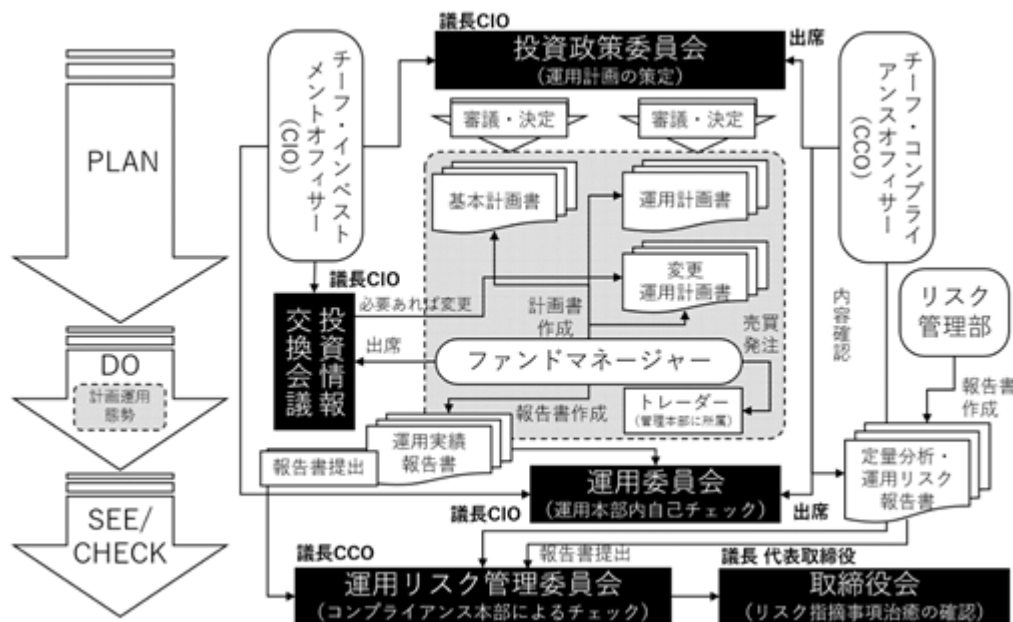 PLAN
DO
計画運用
態勢
SEE/
CHECK
チーフ・インベスト
メントオフィサー
(CIO)
議長CIO
投資政策委員会
(運用計画の策定)
出席
チーフ・コンプライ
アンスオフィサー
(CCO)
審議・決定
審議・決定
基本計画書
運用計画書
変更
運用計画書
議長CIO
投資情報
交換会議
必要あれば変更
出席
計画書
作成
売買
発注
ファンドマネージャー
報告書作成
トレーダー
(管理本部に所属)
内容確認
リスク
管理部
報告書
作成
運用実績
報告書
報告書提出
定量分析・
運用リスク
報告書
運用委員会
(運用本部内自己チェック)
議長CIO
出席
報告書提出
議長CCO
運用リスク管理委員会
(コンプライアンス本部によるチェック)
議長 代表取締役
取締役会
(リスク指摘事項治癒の確認)